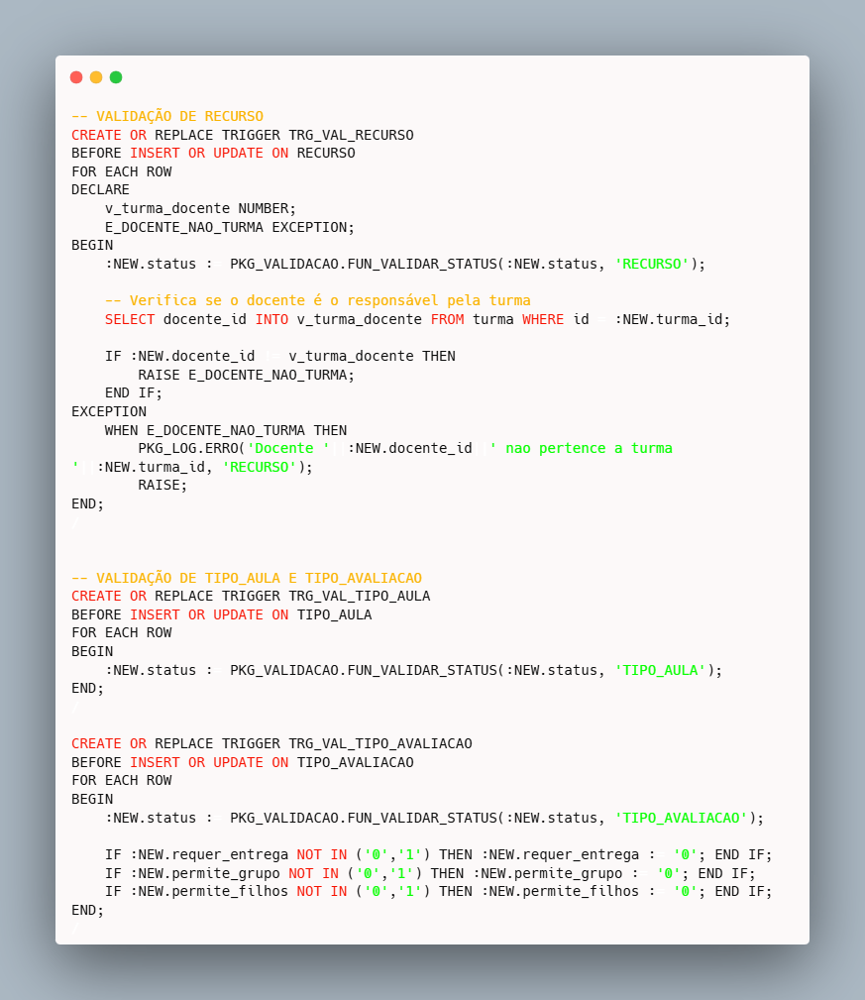 -- VALIDAÇÃO DE RECURSO
CREATE OR REPLACE TRIGGER TRG_VAL_RECURSO
BEFORE INSERT OR UPDATE ON RECURSO
FOR EACH ROW
DECLARE
    v_turma_docente NUMBER;
    E_DOCENTE_NAO_TURMA EXCEPTION;
BEGIN
    :NEW.status := PKG_VALIDACAO.FUN_VALIDAR_STATUS(:NEW.status, 'RECURSO');
    -- Verifica se o docente é o responsável pela turma
    SELECT docente_id INTO v_turma_docente FROM turma WHERE id = :NEW.turma_id;
    IF :NEW.docente_id != v_turma_docente THEN
        RAISE E_DOCENTE_NAO_TURMA;
    END IF;
EXCEPTION
    WHEN E_DOCENTE_NAO_TURMA THEN
        PKG_LOG.ERRO('Docente '||:NEW.docente_id||' nao pertence a turma
'||:NEW.turma_id, 'RECURSO');
        RAISE;
END;
/
-- VALIDAÇÃO DE TIPO_AULA E TIPO_AVALIACAO
CREATE OR REPLACE TRIGGER TRG_VAL_TIPO_AULA
BEFORE INSERT OR UPDATE ON TIPO_AULA
FOR EACH ROW
BEGIN
    :NEW.status := PKG_VALIDACAO.FUN_VALIDAR_STATUS(:NEW.status, 'TIPO_AULA');
END;
/
CREATE OR REPLACE TRIGGER TRG_VAL_TIPO_AVALIACAO
BEFORE INSERT OR UPDATE ON TIPO_AVALIACAO
FOR EACH ROW
BEGIN
    :NEW.status := PKG_VALIDACAO.FUN_VALIDAR_STATUS(:NEW.status, 'TIPO_AVALIACAO');
    IF :NEW.requer_entrega NOT IN ('0','1') THEN :NEW.requer_entrega := '0'; END IF;
    IF :NEW.permite_grupo NOT IN ('0','1') THEN :NEW.permite_grupo := '0'; END IF;
    IF :NEW.permite_filhos NOT IN ('0','1') THEN :NEW.permite_filhos := '0'; END IF;
END;
/